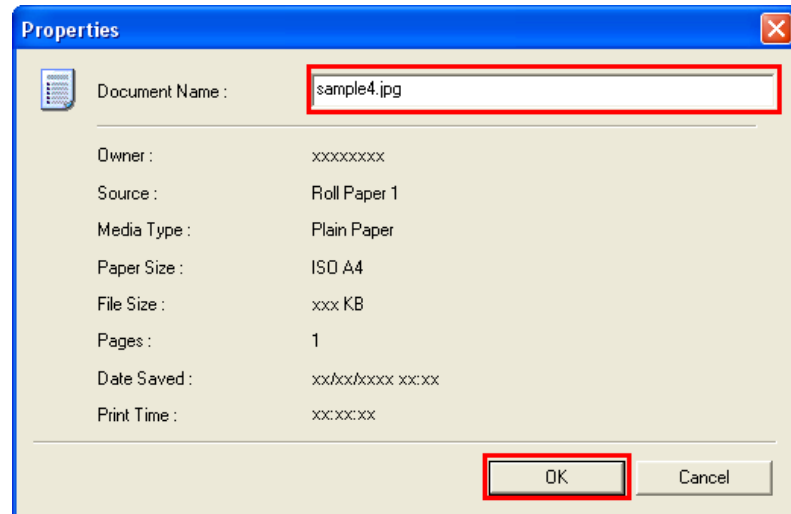 Properties
Document Name : sample4.jpg
Owner : xxxxxxxx
Source : Roll Paper 1
Media Type : Plain Paper
Paper Size : ISO A4
File Size : xxx KB
Pages : 1
Date Saved : xx/xx/xxxx xx:xx
Print Time : xx:xx:xx
OK Cancel